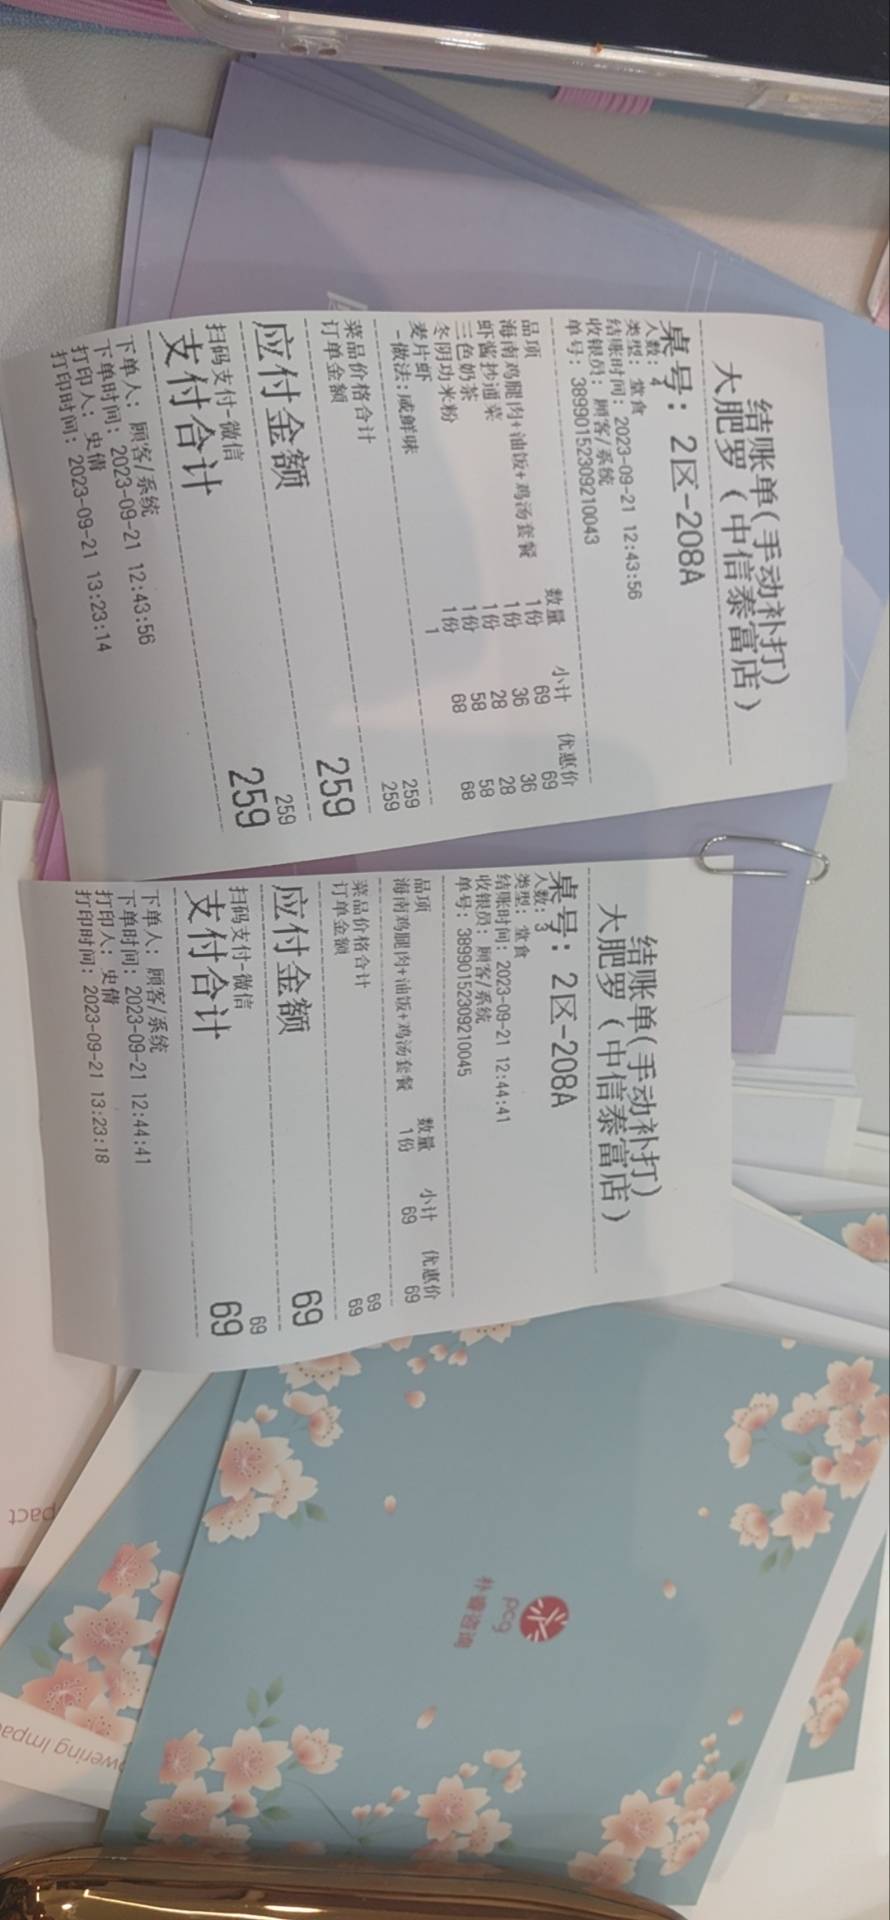 结账单(手动补打)
大肥罗（中信泰富店）
桌号：2区-208A
人数：4
类型：堂食
结账时间：2023-09-21 12:43:56
收银员：顾客/系统
单号：38990152309210043
品项 数量 小计 优惠价
海南鸡腿肉+油饭+鸡汤套餐 1份 69 69
虾酱抄通菜 1份 36 36
三色奶茶 1份 28 28
冬阴功米粉 1份 58 58
麦片虾 1份 68 68
-做法:咸鲜味 1
菜品价格合计 259
订单金额 259
应付金额 259
扫码支付-微信 259
支付合计 259
下单人：顾客/系统
下单时间：2023-09-21 12:43:56
打印人：史倩
打印时间：2023-09-21 13:23:14
结账单(手动补打)
大肥罗（中信泰富店）
桌号：2区-208A
人数：3
类型：堂食
结账时间：2023-09-21 12:44:41
收银员：顾客/系统
单号：38990152309210045
品项 数量 小计 优惠价
海南鸡腿肉+油饭+鸡汤套餐 1份 69 69
菜品价格合计 69
订单金额 69
应付金额 69
扫码支付-微信 69
支付合计 69
下单人：顾客/系统
下单时间：2023-09-21 12:44:41
打印人：史倩
打印时间：2023-09-21 13:23:18
pcg